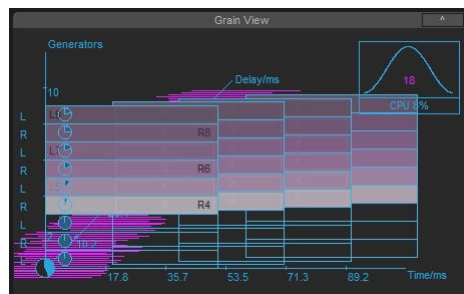 Grain View
^
Generators
Delay/ms
18
CPU 8%
10
L
R
R8
L
R
R6
L
R
R4
L
R
L
10.2
R
17.8 35.7 53.5 71.3 89.2 Time/ms